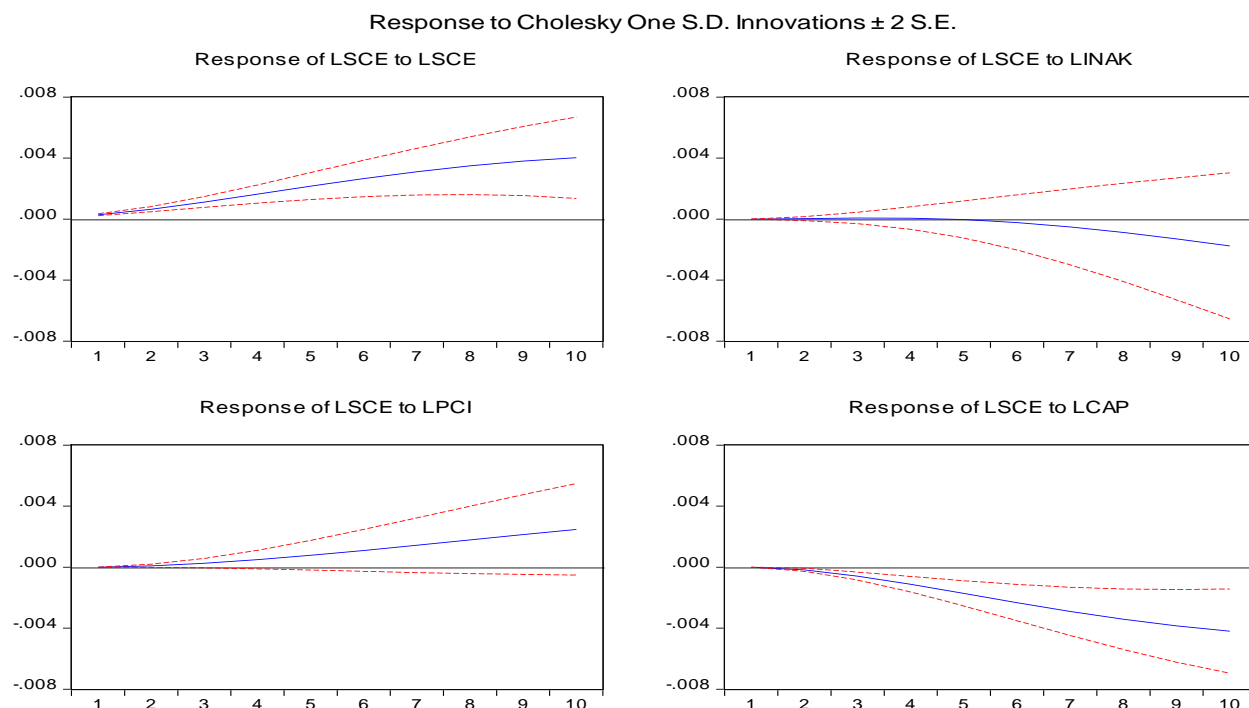 Response to Cholesky One S.D. Innovations ± 2 S.E.
Response of LSCE to LSCE
.008
.004
.000
-.004
-.008
1 2 3 4 5 6 7 8 9 10
Response of LSCE to LINAK
.008
.004
.000
-.004
-.008
1 2 3 4 5 6 7 8 9 10
Response of LSCE to LPCI
.008
.004
.000
-.004
-.008
1 2 3 4 5 6 7 8 9 10
Response of LSCE to LCAP
.008
.004
.000
-.004
-.008
1 2 3 4 5 6 7 8 9 10